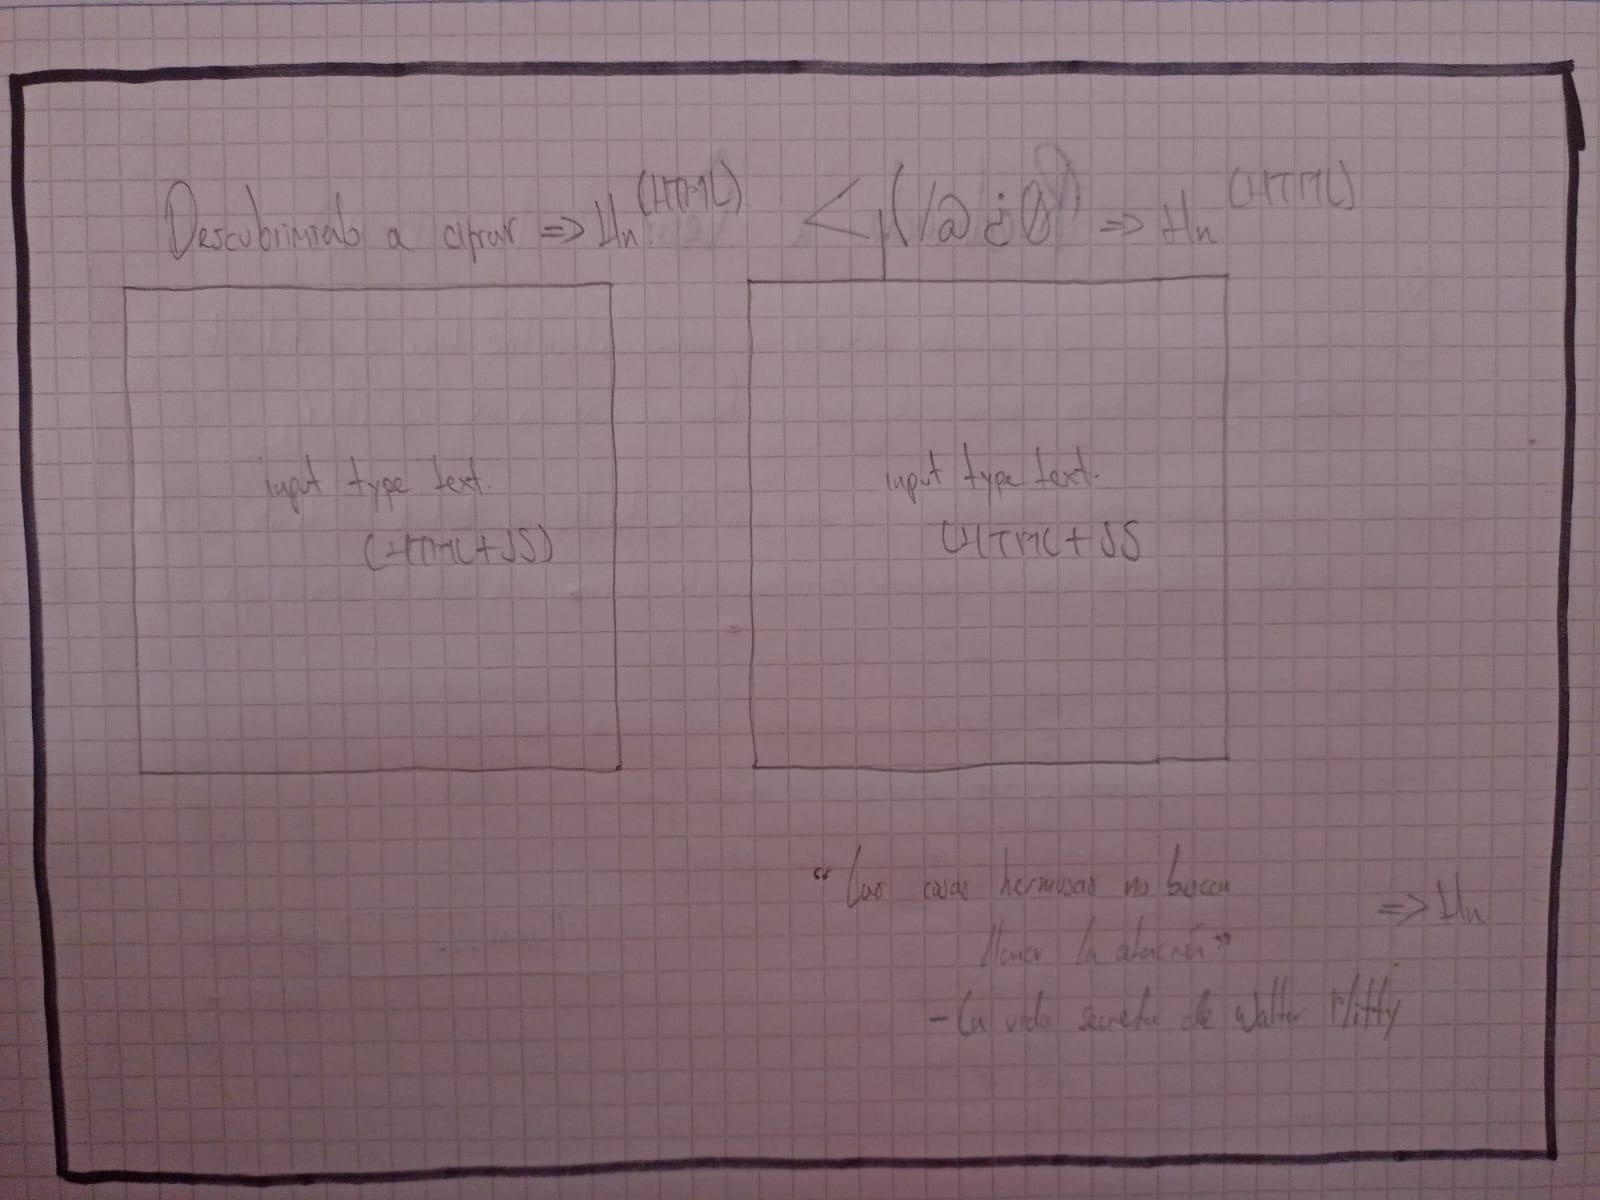 Descubrimiento a cifrar => Hn (HTML)
<(/@¿0) => Hn (HTML)
input type text.
(HTML+JS)
input type text.
(HTML+JS
"Las cosas hermosas no buscan => Hn
llamar la atención"
- La vida secreta de Walter Mitty